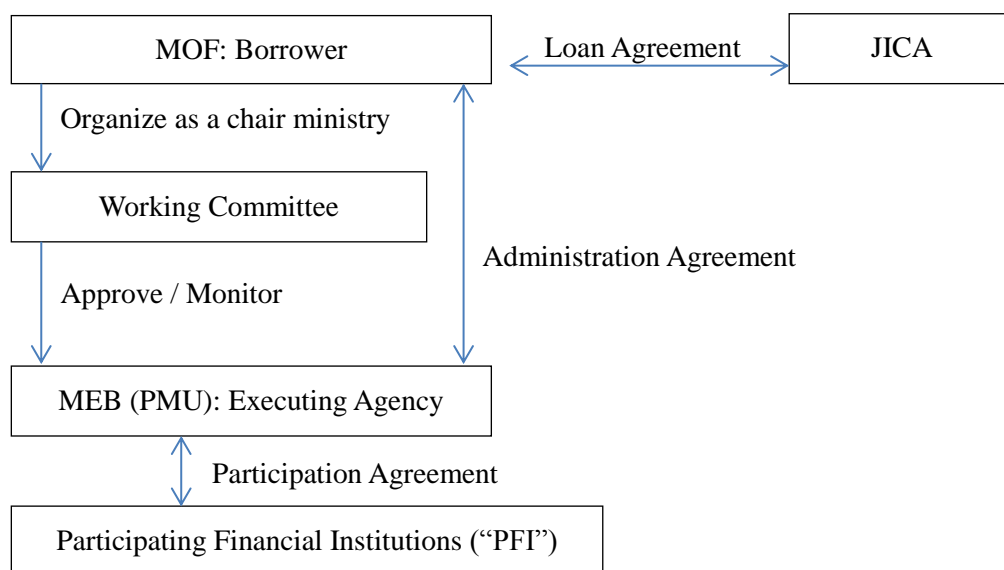 MOF: Borrower
Loan Agreement
JICA
Organize as a chair ministry
Working Committee
Administration Agreement
Approve / Monitor
MEB (PMU): Executing Agency
Participation Agreement
Participating Financial Institutions (“PFI”)